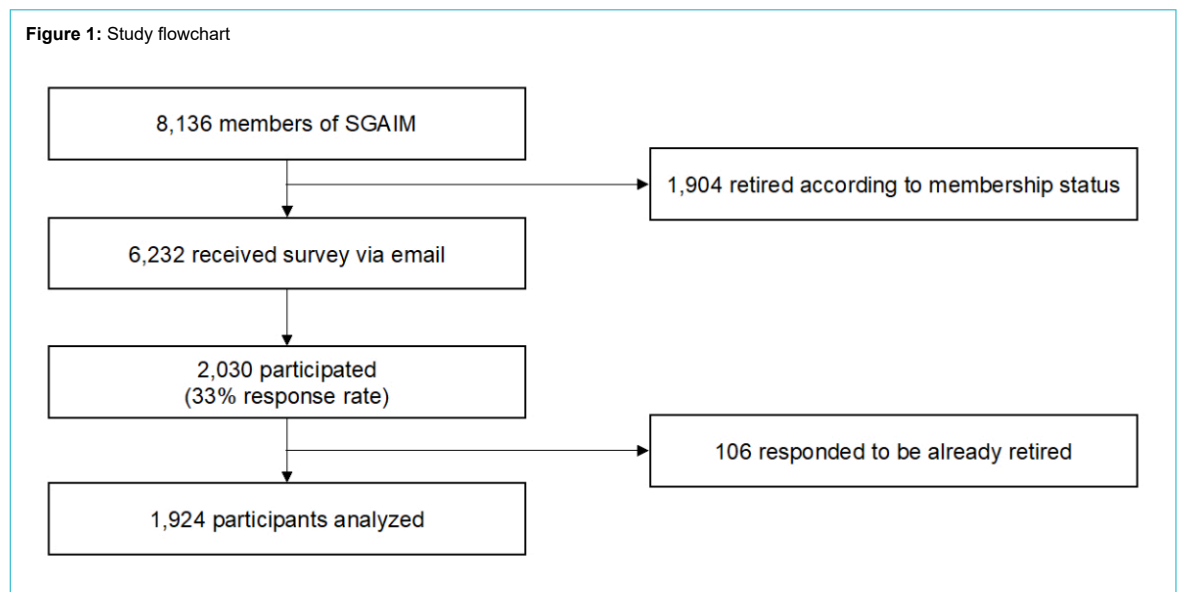 Figure 1: Study flowchart
8,136 members of SGAIM
1,904 retired according to membership status
6,232 received survey via email
2,030 participated
(33% response rate)
106 responded to be already retired
1,924 participants analyzed